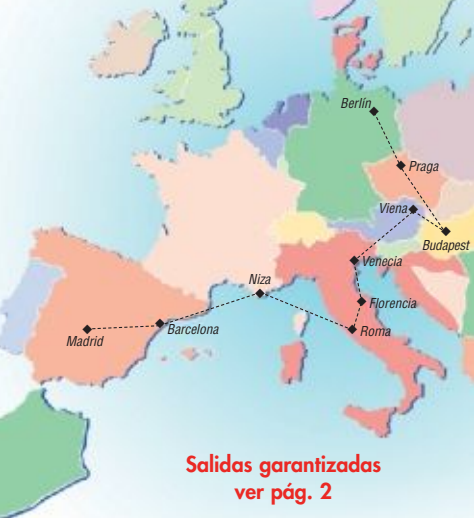 Berlín
Praga
Viena
Budapest
Venecia
Niza
Florencia
Madrid
Barcelona
Roma
Salidas garantizadas
ver pág. 2